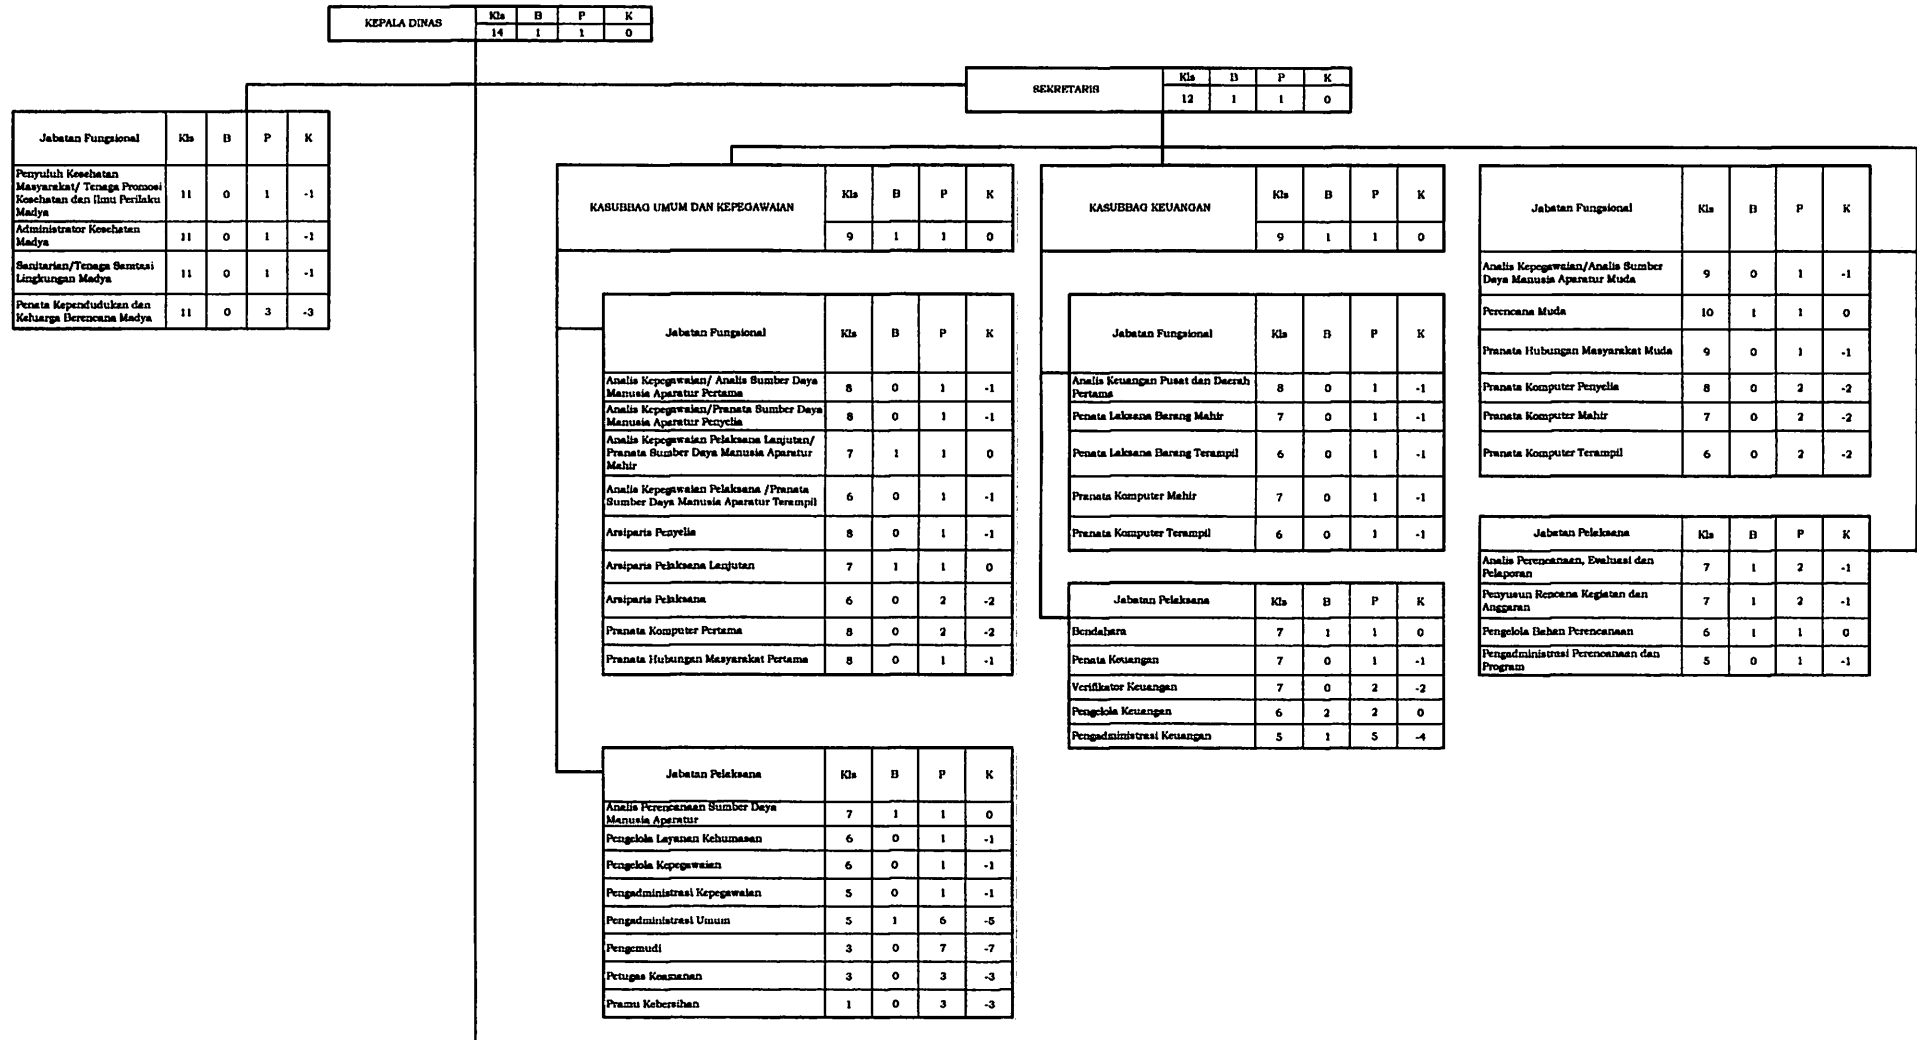 KEPALA DINAS Kls B P K
14 1 1 0
SEKRETARIS Kls B P K
12 1 1 0
Jabatan Fungsional Kls B P K
Penyuluh Kesehatan
Masyarakat/ Tenaga Promosi
Kesehatan dan Ilmu Perilaku
Madya 11 0 1 -1
Administrator Kesehatan
Madya 11 0 1 -1
Sanitarian/Tenaga Sanitasi
Lingkungan Madya 11 0 1 -1
Penata Kependudukan dan
Keluarga Berencana Madya 11 0 3 -3
KASUBBAG UMUM DAN KEPEGAWAIAN Kls B P K
9 1 1 0
Jabatan Fungsional Kls B P K
Analis Kepegawaian/ Analis Sumber Daya
Manusia Aparatur Pertama 8 0 1 -1
Analis Kepegawaian/Pranata Sumber Daya
Manusia Aparatur Penyelia 8 0 1 -1
Analis Kepegawaian Pelaksana Lanjutan/
Pranata Sumber Daya Manusia Aparatur
Mahir 7 1 1 0
Analis Kepegawaian Pelaksana /Pranata
Sumber Daya Manusia Aparatur Terampil 6 0 1 -1
Arsiparis Penyelia 8 0 1 -1
Arsiparis Pelaksana Lanjutan 7 1 1 0
Arsiparis Pelaksana 6 0 2 -2
Pranata Komputer Pertama 8 0 2 -2
Pranata Hubungan Masyarakat Pertama 8 0 1 -1
Jabatan Pelaksana Kls B P K
Analis Perencanaan Sumber Daya
Manusia Aparatur 7 1 1 0
Pengelola Layanan Kehumasan 6 0 1 -1
Pengelola Kepegawaian 6 0 1 -1
Pengadministrasi Kepegawaian 5 0 1 -1
Pengadministrasi Umum 5 1 6 -5
Pengemudi 3 0 7 -7
Petugas Keamanan 3 0 3 -3
Pramu Kebersihan 1 0 3 -3
KASUBBAG KEUANGAN Kls B P K
9 1 1 0
Jabatan Fungsional Kls B P K
Analis Keuangan Pusat dan Daerah
Pertama 8 0 1 -1
Penata Laksana Barang Mahir 7 0 1 -1
Penata Laksana Barang Terampil 6 0 1 -1
Pranata Komputer Mahir 7 0 1 -1
Pranata Komputer Terampil 6 0 1 -1
Jabatan Pelaksana Kls B P K
Bendahara 7 1 1 0
Penata Keuangan 7 0 1 -1
Verifikator Keuangan 7 0 2 -2
Pengelola Keuangan 6 2 2 0
Pengadministrasi Keuangan 5 1 5 -4
Jabatan Fungsional Kls B P K
Analis Kepegawaian/Analis Sumber
Daya Manusia Aparatur Muda 9 0 1 -1
Perencana Muda 10 1 1 0
Pranata Hubungan Masyarakat Muda 9 0 1 -1
Pranata Komputer Penyelia 8 0 2 -2
Pranata Komputer Mahir 7 0 2 -2
Pranata Komputer Terampil 6 0 2 -2
Jabatan Pelaksana Kls B P K
Analis Perencanaan, Evaluasi dan
Pelaporan 7 1 2 -1
Penyusun Rencana Kegiatan dan
Anggaran 7 1 2 -1
Pengelola Bahan Perencanaan 6 1 1 0
Pengadministrasi Perencanaan dan
Program 5 0 1 -1